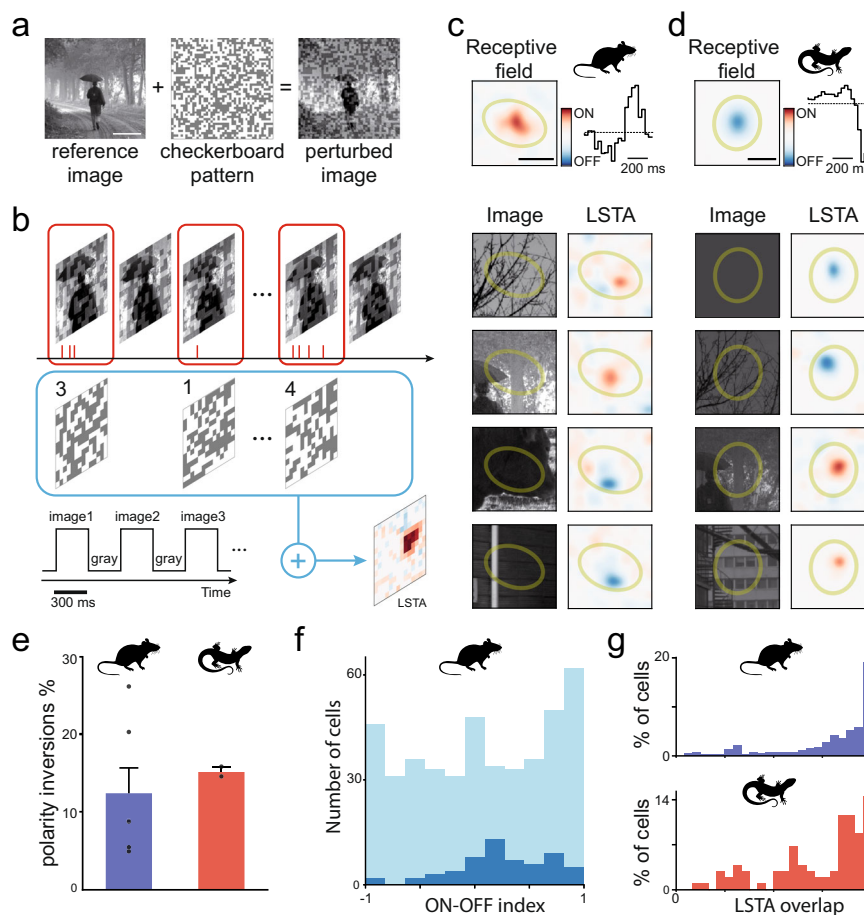 a
reference image
+
checkerboard pattern
=
perturbed image
b
...
3
1
...
4
image1
image2
image3
gray
gray
...
Time
300 ms
+
LSTA
c
Receptive field
ON
OFF
200 ms
Image
LSTA
d
Receptive field
ON
OFF
200 ms
Image
LSTA
e
polarity inversions %
30
20
10
0
f
Number of cells
60
30
0
-1
1
ON-OFF index
g
% of cells
20
0
0
% of cells
14
0
0
LSTA overlap